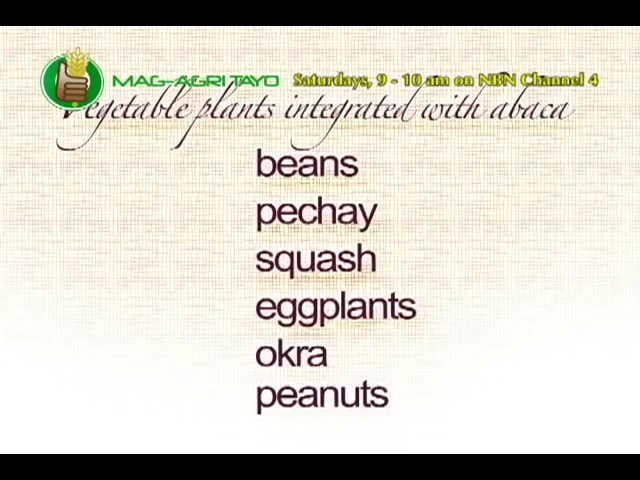 MAG-AGRI TAYO Saturdays, 9 - 10 am on NBN Channel 4
Vegetable plants integrated with abaca
beans
pechay
squash
eggplants
okra
peanuts